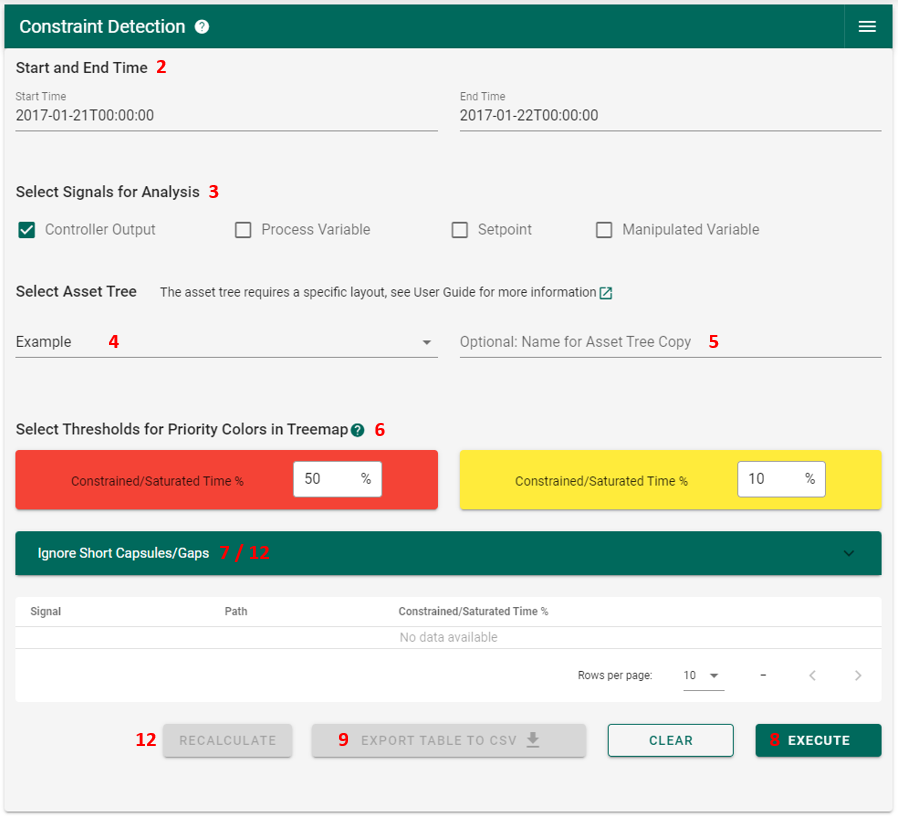 Constraint Detection ?
Start and End Time 2
Start Time End Time
2017-01-21T00:00:00 2017-01-22T00:00:00
Select Signals for Analysis 3
Controller Output Process Variable Setpoint Manipulated Variable
Select Asset Tree The asset tree requires a specific layout, see User Guide for more information
Example 4 Optional: Name for Asset Tree Copy 5
Select Thresholds for Priority Colors in Treemap ? 6
Constrained/Saturated Time % 50 % Constrained/Saturated Time % 10 %
Ignore Short Capsules/Gaps 7 / 12
Signal Path Constrained/Saturated Time %
No data available
Rows per page: 10 –
12 RECALCULATE 9 EXPORT TABLE TO CSV CLEAR 8 EXECUTE